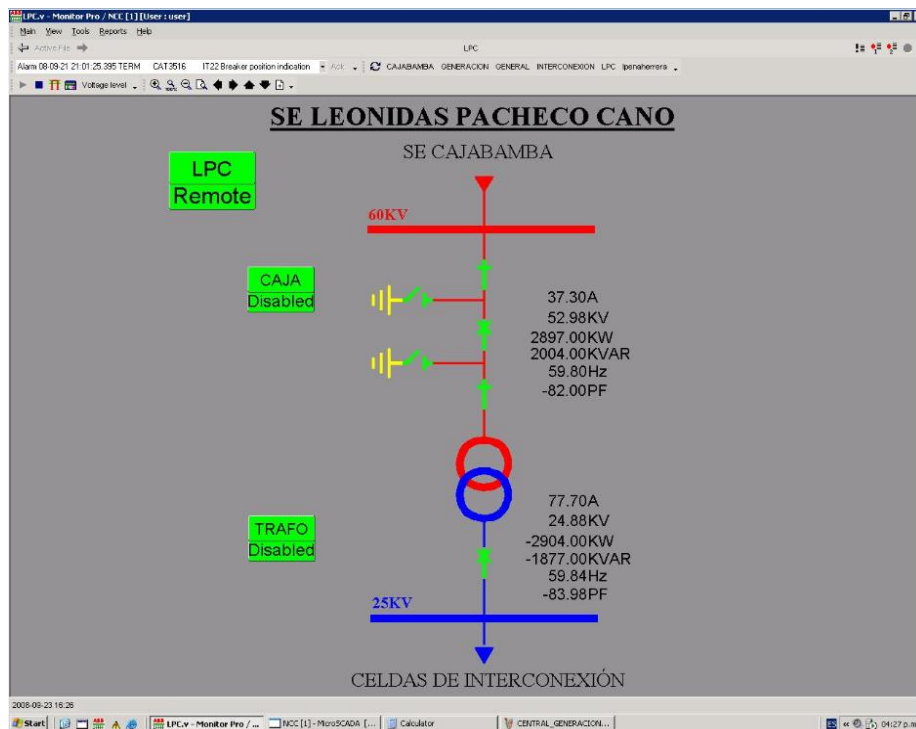 LPC.v - Monitor Pro / NCC [1] [User : user]
Main View Tools Reports Help
Active File LPC
Alarm 08-09-21 21:01:25.395 TERM CAT3516 IT22 Breaker position indication Ack CAJABAMBA GENERACION GENERAL INTERCONEXION LPC lpenaherrera
Voltage level 100%
SE LEONIDAS PACHECO CANO
SE CAJABAMBA
LPC
Remote
60KV
CAJA
Disabled
37.30A
52.98KV
2897.00KW
2004.00KVAR
59.80Hz
-82.00PF
TRAFO
Disabled
77.70A
24.88KV
-2904.00KW
-1877.00KVAR
59.84Hz
-83.98PF
25KV
CELDAS DE INTERCONEXIÓN
2008-09-23 16:26
Start LPC.v - Monitor Pro / ... NCC [1] - MicroSCADA [... Calculator CENTRAL_GENERACION... ES « 04:27 p.m